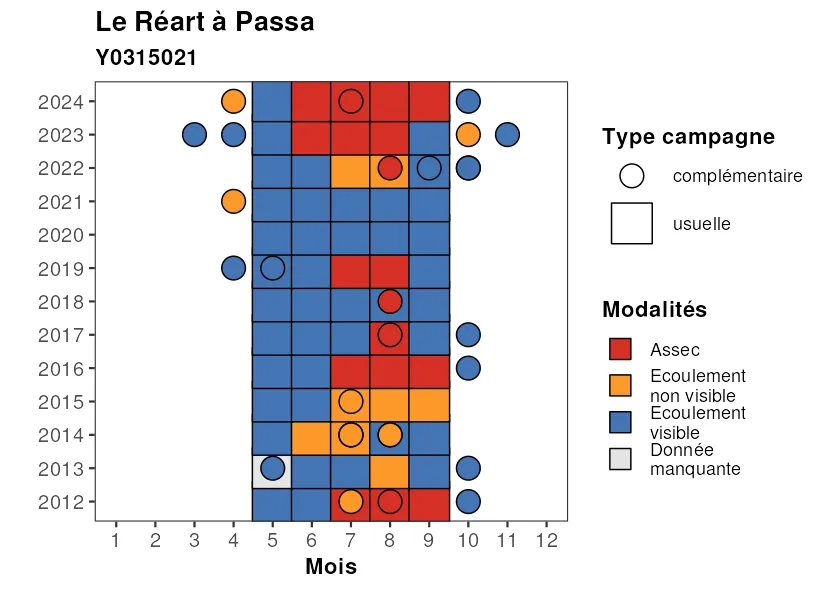 Le Réart à Passa
Y0315021
2024
2023
2022
2021
2020
2019
2018
2017
2016
2015
2014
2013
2012
1 2 3 4 5 6 7 8 9 10 11 12
Mois
Type campagne
complémentaire
usuelle
Modalités
Assec
Ecoulement
non visible
Ecoulement
visible
Donnée
manquante